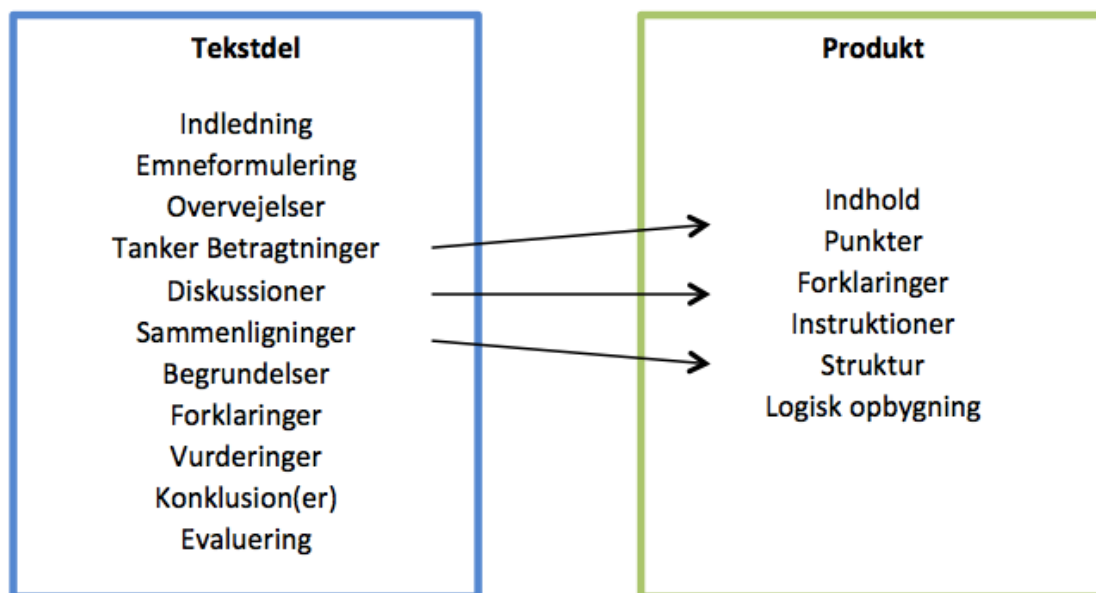 Tekstdel
Indledning
Emneformulering
Overvejelser
Tanker Betragtninger
Diskussioner
Sammenligninger
Begrundelser
Forklaringer
Vurderinger
Konklusion(er)
Evaluering
Produkt
Indhold
Punkter
Forklaringer
Instruktioner
Struktur
Logisk opbygning